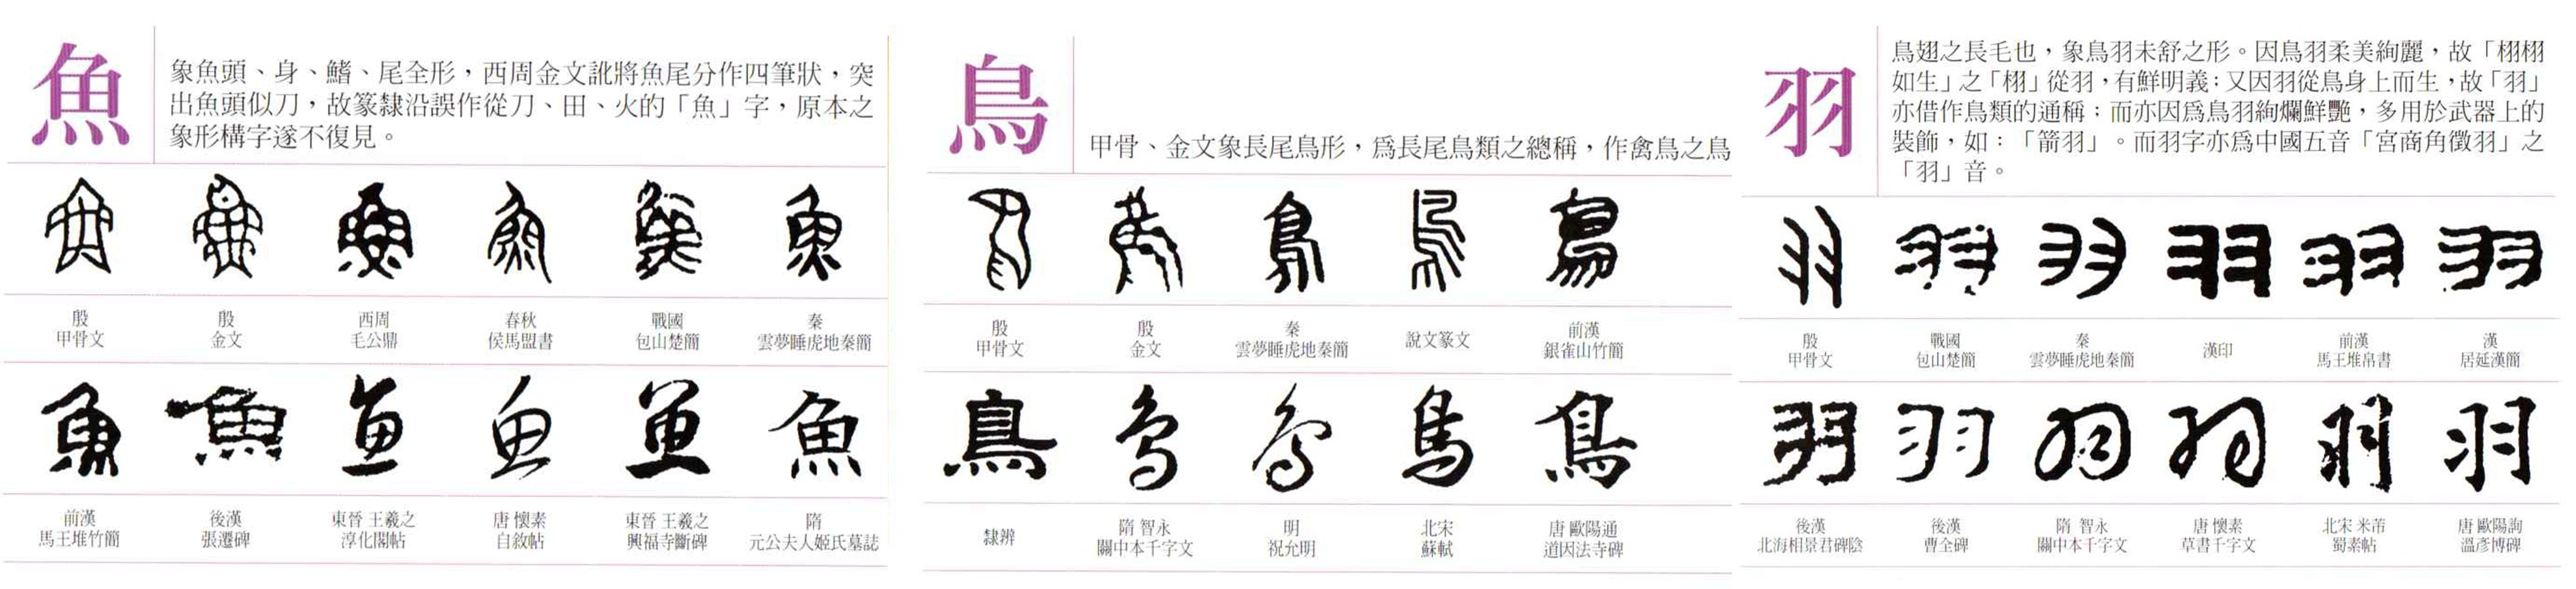 魚
象魚頭、身、鰭、尾全形，西周金文訛將魚尾分作四筆狀，突
出魚頭似刀，故篆隸沿誤作從刀、田、火的「魚」字，原本之
象形構字遂不復見。
殷 殷 西周 春秋 戰國 秦
甲骨文 金文 毛公鼎 侯馬盟書 包山楚簡 雲夢睡虎地秦簡
前漢 後漢 東晉 王羲之 唐 懷素 東晉 王羲之 隋
馬王堆竹簡 張遷碑 淳化閣帖 自敘帖 興福寺斷碑 元公夫人姬氏墓誌
鳥
甲骨、金文象長尾鳥形，爲長尾鳥類之總稱，作禽鳥之鳥
殷 殷 秦 說文篆文 前漢
甲骨文 金文 雲夢睡虎地秦簡 銀雀山竹簡
隸辨 隋 智永 明 北宋 唐 歐陽通
關中本千字文 祝允明 蘇軾 道因法寺碑
羽
鳥翅之長毛也，象鳥羽未舒之形。因鳥羽柔美絢麗，故「栩栩
如生」之「栩」從羽，有鮮明義；又因羽從鳥身上而生，故「羽」
亦借作鳥類的通稱；而亦因爲鳥羽絢爛鮮艷，多用於武器上的
裝飾，如：「箭羽」。而羽字亦爲中國五音「宮商角徵羽」之
「羽」音。
殷 戰國 秦 漢印 前漢 漢
甲骨文 包山楚簡 雲夢睡虎地秦簡 馬王堆帛書 居延漢簡
後漢 後漢 隋 智永 唐 懷素 北宋 米芾 唐 歐陽詢
北海相景君碑陰 曹全碑 關中本千字文 草書千字文 蜀素帖 溫彥博碑